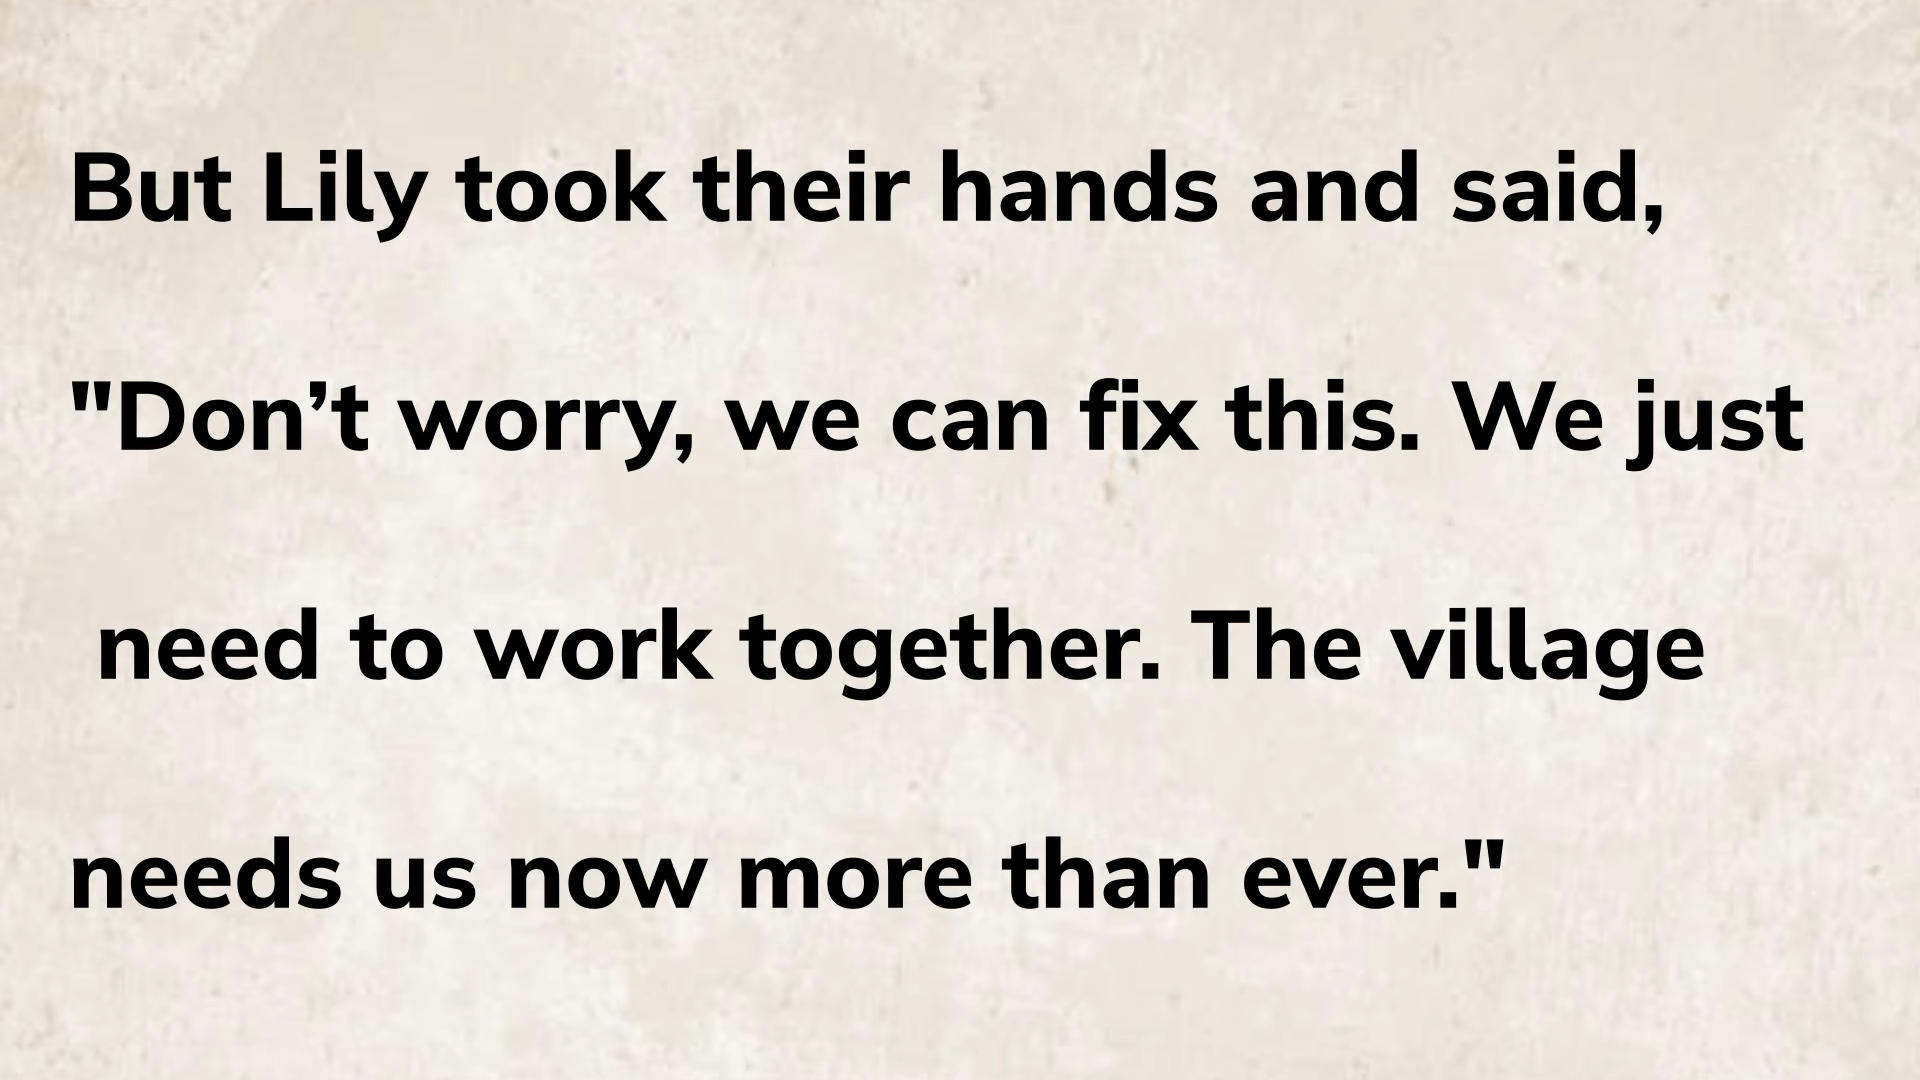 But Lily took their hands and said,
"Don’t worry, we can fix this. We just
need to work together. The village
needs us now more than ever."